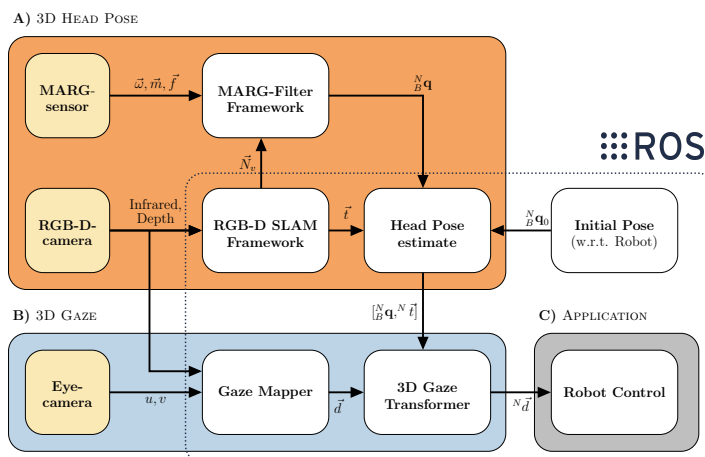 A) 3D HEAD POSE
MARG-
sensor
ω⃗, m⃗, f⃗
MARG-Filter
Framework
ᴺ_B q
N⃗_v
ROS
RGB-D-
camera
Infrared,
Depth
RGB-D SLAM
Framework
t⃗
Head Pose
estimate
ᴺ_B q₀
Initial Pose
(w.r.t. Robot)
[ᴺ_B q, ᴺ t⃗]
B) 3D GAZE
C) APPLICATION
Eye-
camera
u, v
Gaze Mapper
d⃗
3D Gaze
Transformer
ᴺd⃗
Robot Control